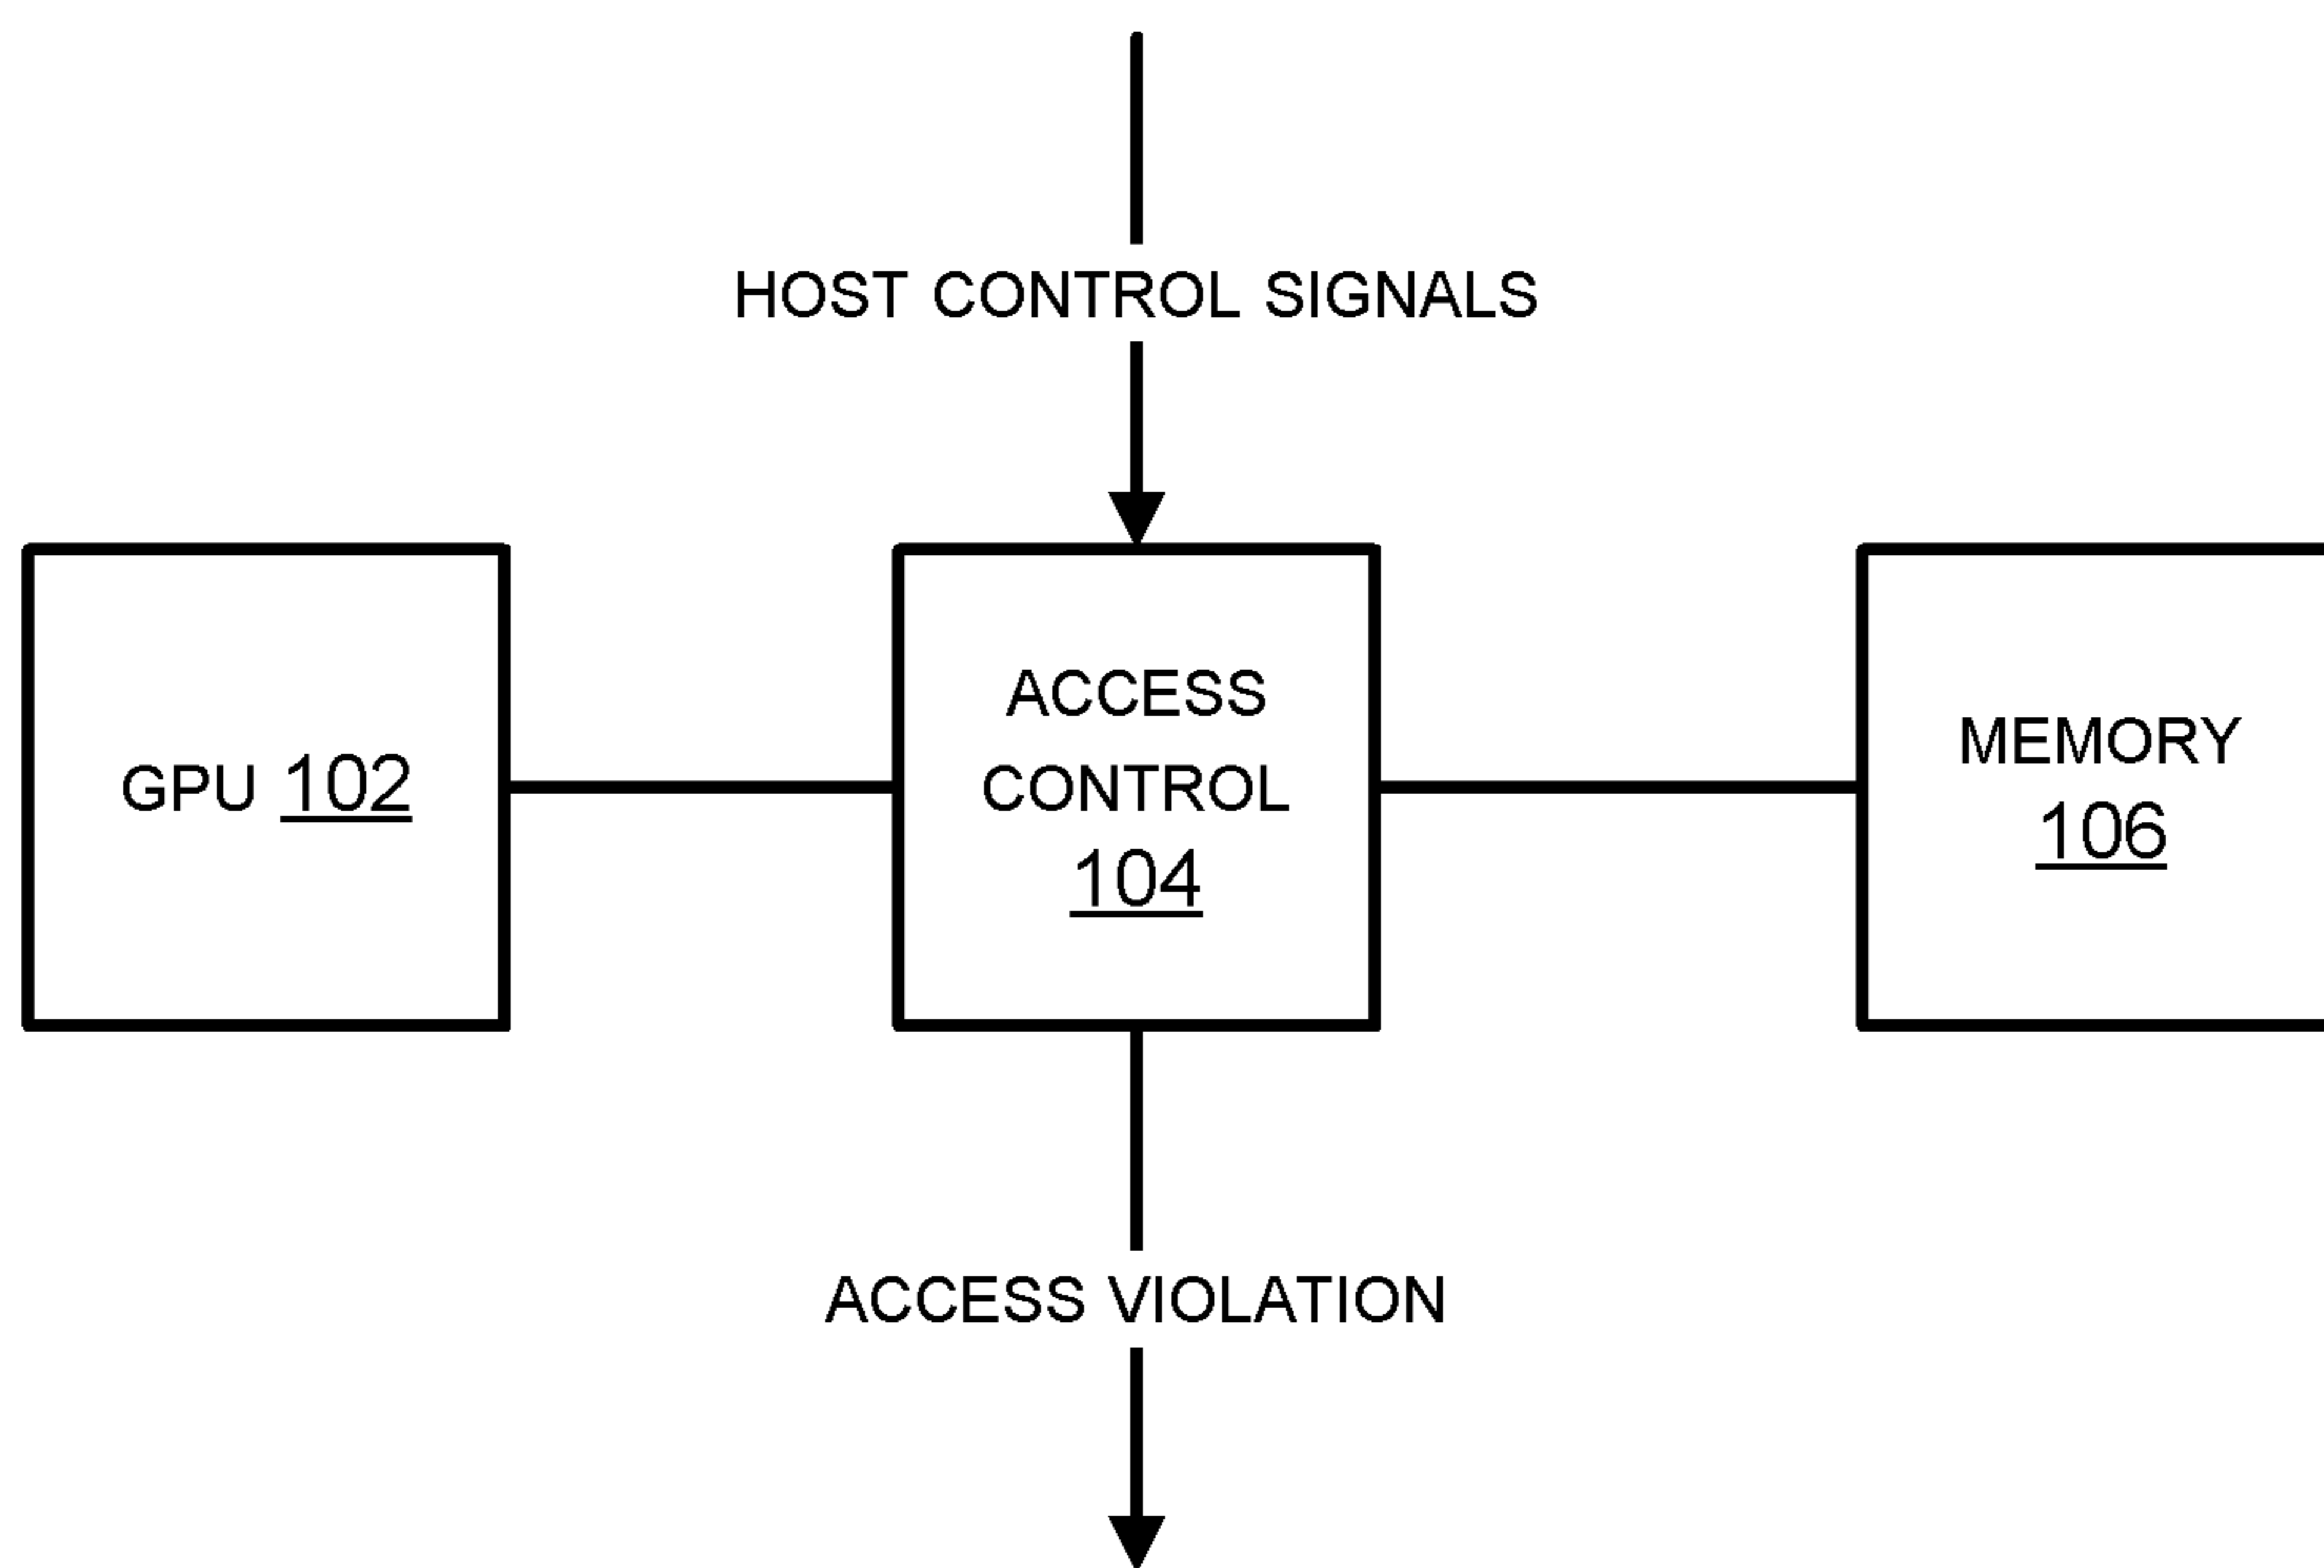 HOST CONTROL SIGNALS
GPU 102
ACCESS
CONTROL
104
MEMORY
106
ACCESS VIOLATION